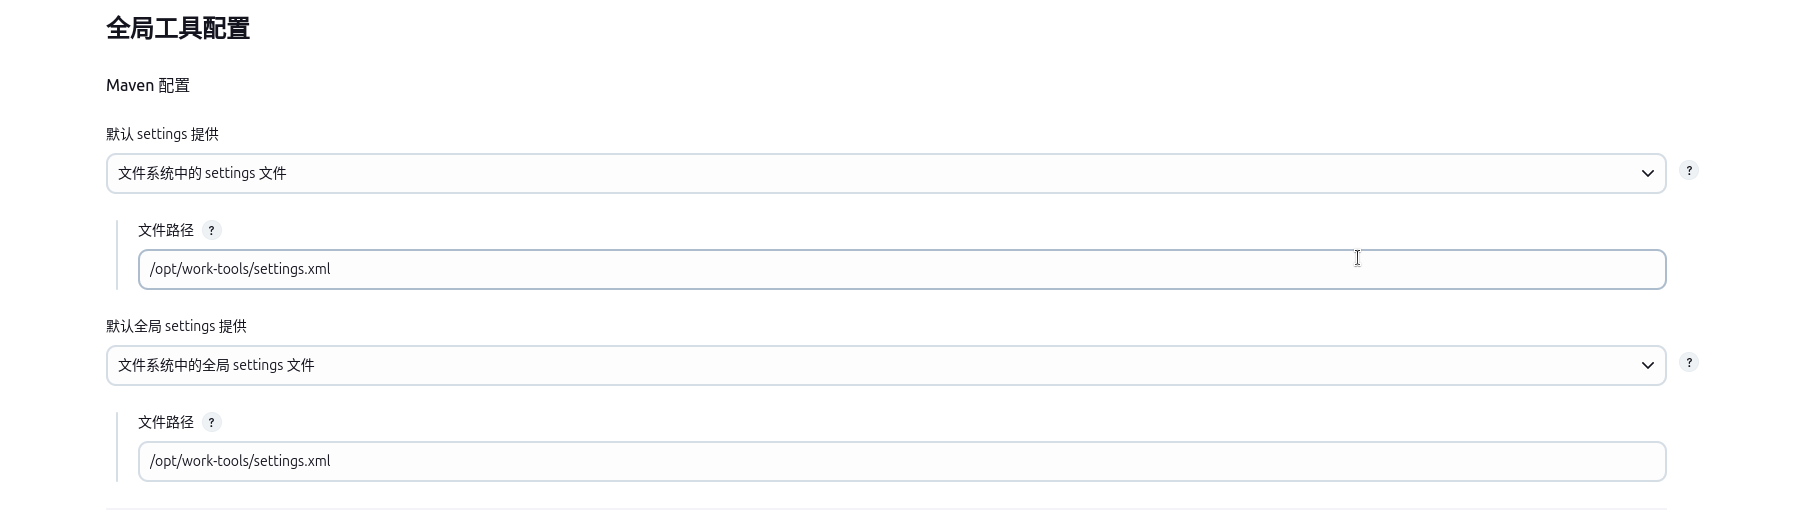 全局工具配置
Maven 配置
默认 settings 提供
文件系统中的 settings 文件
?
文件路径 ?
/opt/work-tools/settings.xml
默认全局 settings 提供
文件系统中的全局 settings 文件
?
文件路径 ?
/opt/work-tools/settings.xml